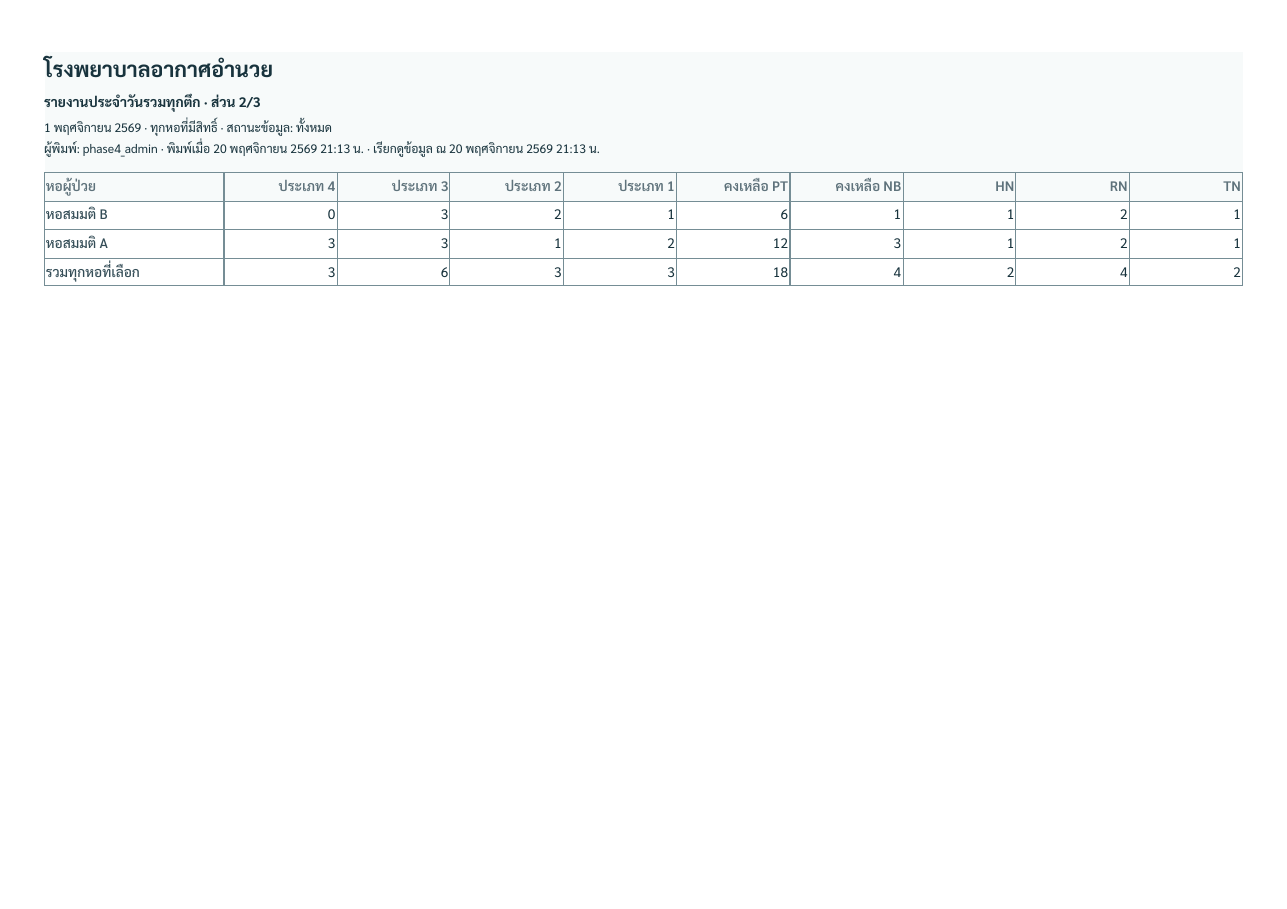 โรงพยาบาลอากาศอำนวย
รายงานประจำวันรวมทุกตึก · ส่วน 2/3
1 พฤศจิกายน 2569 · ทุกหอที่มีสิทธิ์ · สถานะข้อมูล: ทั้งหมด
ผู้พิมพ์: phase4_admin · พิมพ์เมื่อ 20 พฤศจิกายน 2569 21:13 น. · เรียกดูข้อมูล ณ 20 พฤศจิกายน 2569 21:13 น.
หอผู้ป่วย ประเภท 4 ประเภท 3 ประเภท 2 ประเภท 1 คงเหลือ PT คงเหลือ NB HN RN TN
หอสมมติ B 0 3 2 1 6 1 1 2 1
หอสมมติ A 3 3 1 2 12 3 1 2 1
รวมทุกหอที่เลือก 3 6 3 3 18 4 2 4 2